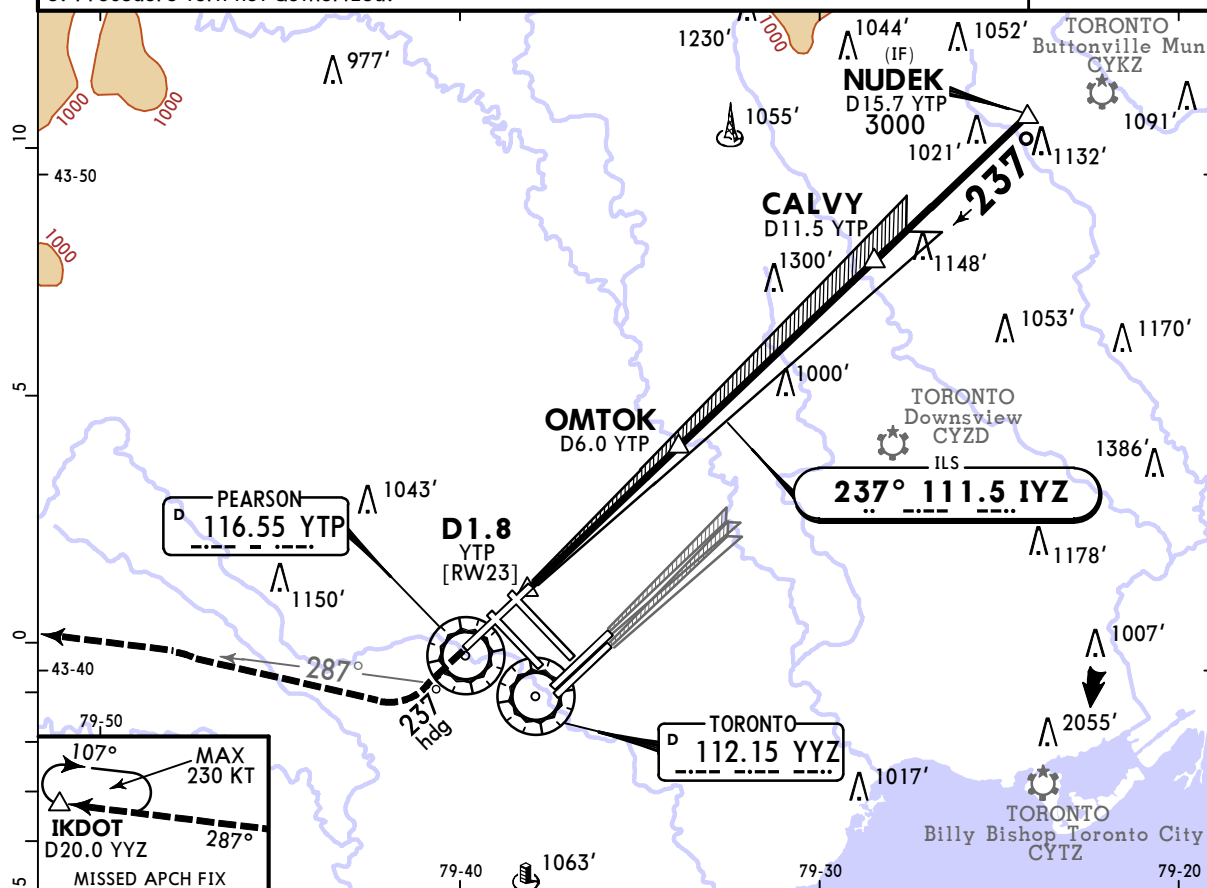 1230'
1000
1044'
(IF)
1052'
TORONTO
Buttonville Mun
CYKZ
977'
1000
1000
NUDEK
D15.7 YTP
3000
1055'
1021'
1132'
1091'
10
43-50
237°
CALVY
D11.5 YTP
1000
1300'
1148'
1053'
1170'
5
1000'
OMTOK
D6.0 YTP
TORONTO
Downsview
CYZD
1386'
ILS
237° 111.5 IYZ
PEARSON
D 116.55 YTP
1043'
D1.8
YTP
[RW23]
1178'
1150'
0
43-40
287°
237°
hdg
1007'
79-50
2055'
TORONTO
D 112.15 YYZ
107°
MAX
230 KT
IKDOT
D20.0 YYZ
287°
MISSED APCH FIX
1017'
TORONTO
Billy Bishop Toronto City
CYTZ
1063'
79-40
79-30
79-20
5